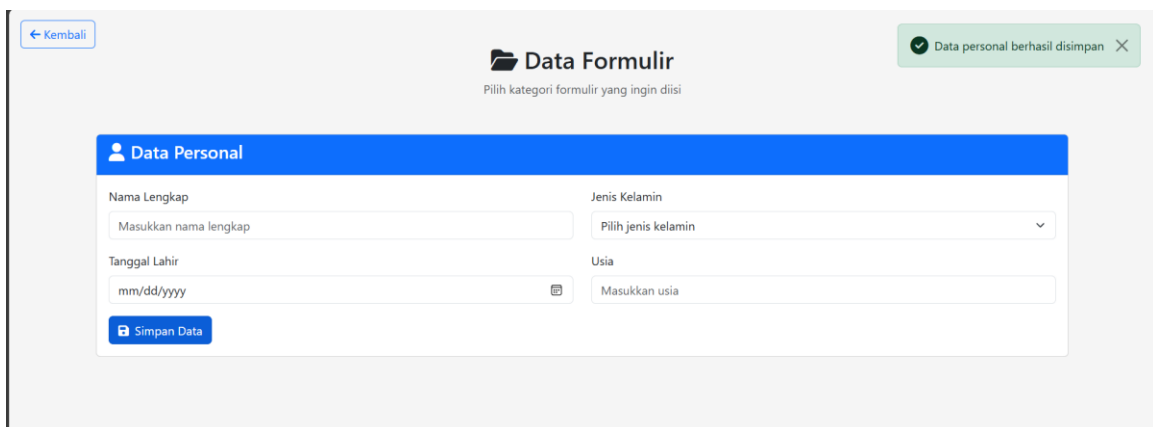 Kembali
Data Formulir
Pilih kategori formulir yang ingin diisi
Data personal berhasil disimpan
Data Personal
Nama Lengkap
Masukkan nama lengkap
Jenis Kelamin
Pilih jenis kelamin
Tanggal Lahir
mm/dd/yyyy
Usia
Masukkan usia
Simpan Data